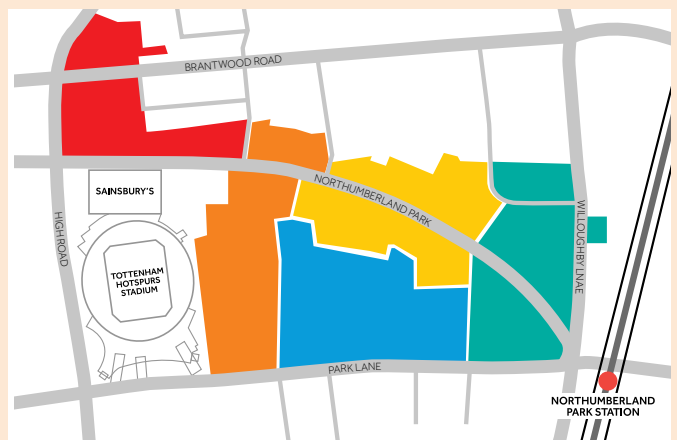 BRANTWOOD ROAD
SAINSBURY'S
NORTHUMBERLAND PARK
HIGH ROAD
WILLOUGHBY LNAE
TOTTENHAM
HOTSPURS
STADIUM
PARK LANE
NORTHUMBERLAND
PARK STATION